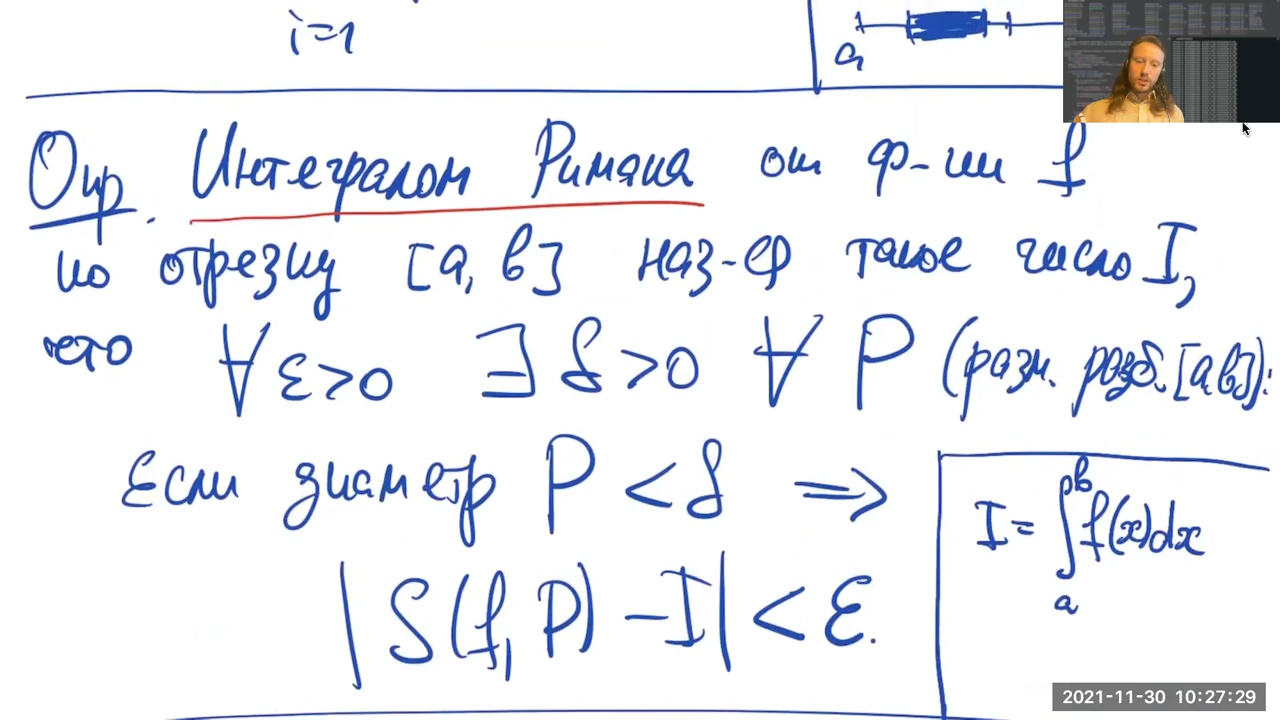 i=1
a
Опр. Интегралом Римана от ф-ии f
по отрезку [a, b] наз-ся такое число I,
что ∀ ε>0 ∃ δ>0 ∀ P (разм. разб. [a,b]):
Если диаметр P < δ ⇒
|S(f, P) - I| < ε.
I = ∫_a^b f(x)dx
2021-11-30 10:27:29